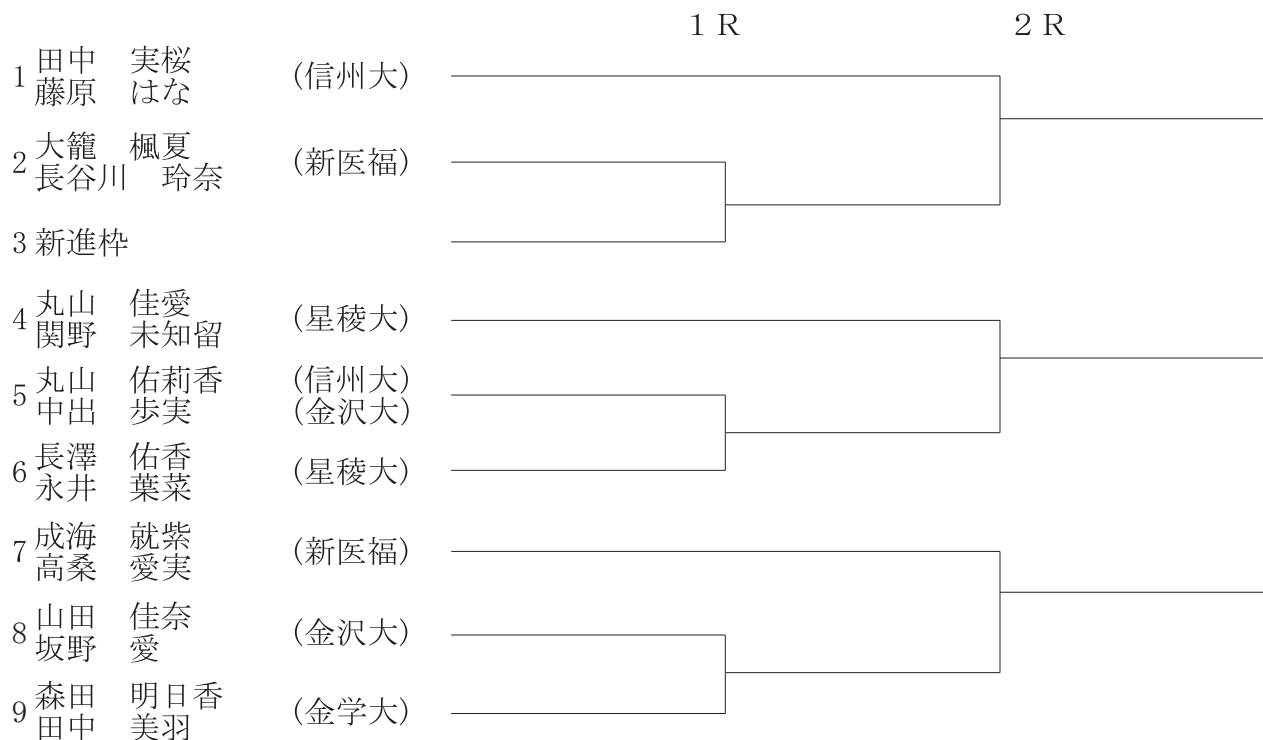 1 R　2 R
1 田中　実桜　(信州大)
藤原　はな
2 大籠　楓夏　(新医福)
長谷川　玲奈
3 新進枠
4 丸山　佳愛　(星稜大)
関野　未知留
5 丸山　佑莉香　(信州大)
中出　歩実　(金沢大)
6 長澤　佑香　(星稜大)
永井　葉菜
7 成海　就紫　(新医福)
高桑　愛実
8 山田　佳奈　(金沢大)
坂野　愛
9 森田　明日香　(金学大)
田中　美羽